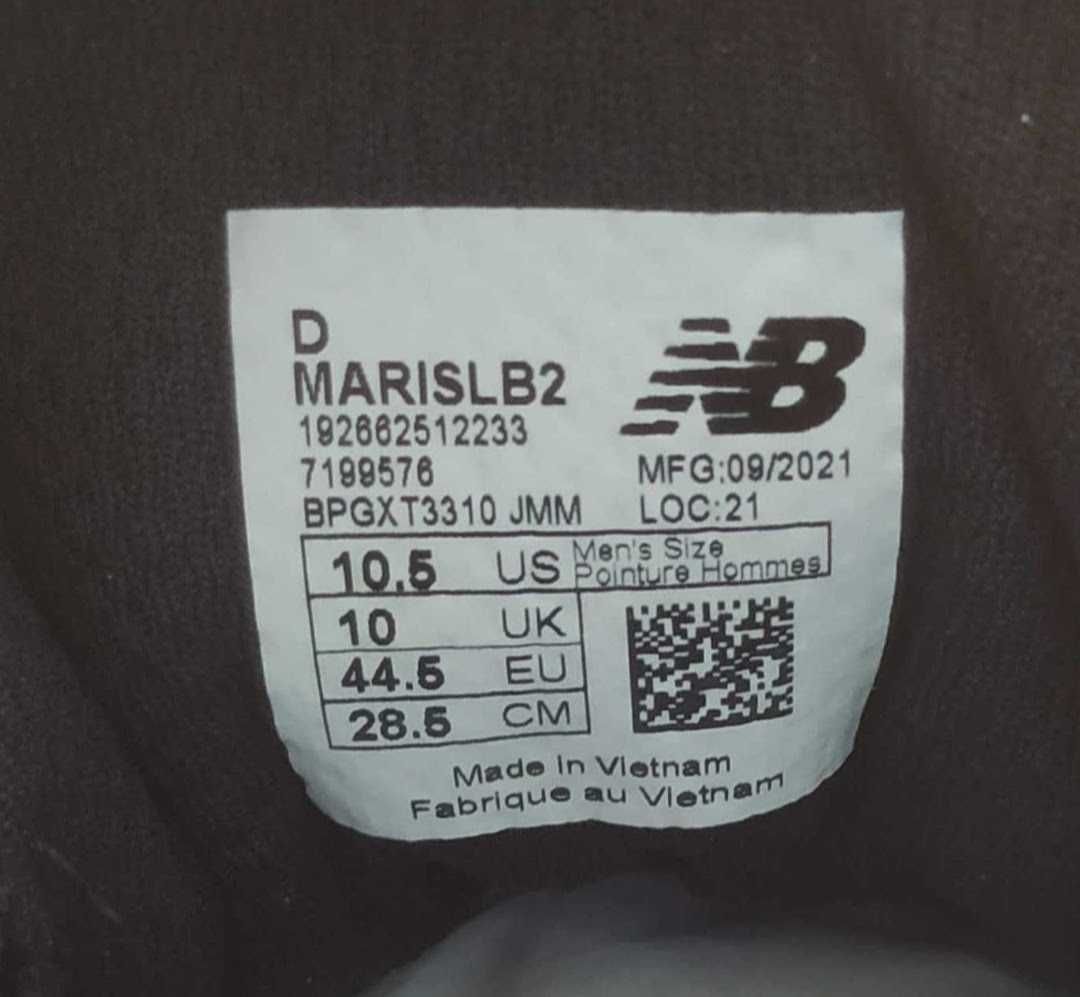 D
MARISLB2
NB
192662512233
7199576
MFG:09/2021
BPGXT3310 JMM
LOC:21
10.5 US Men's Size
Pointure Hommes
10 UK
44.5 EU
28.5 CM
Made in Vietnam
Fabrique au Vietnam